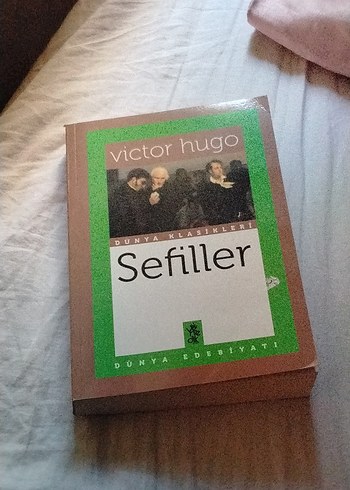 victor hugo
DÜNYA KLASİKLERİ
Sefiller
DÜNYA EDEBİYATI